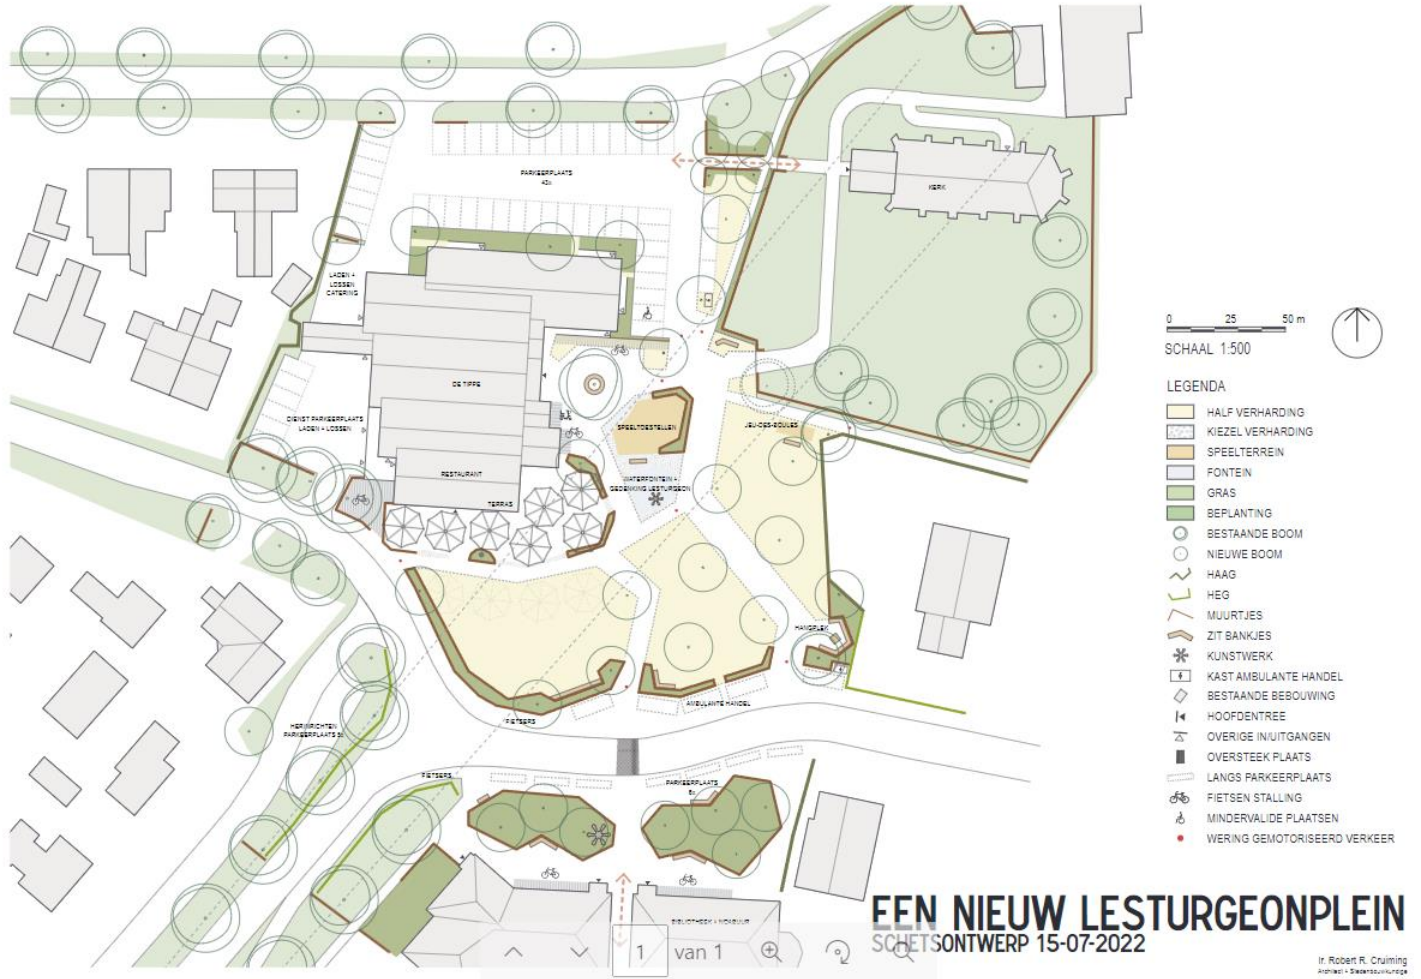 PARKEERPLAATS
43x
KERK
LADEN +
LOSSEN
CATERING
DE TIPPE
DIENST PARKEERPLAATS
LADEN + LOSSEN
SPEELTOESTELLEN
JEU-DES-BOULES
RESTAURANT
TERRAS
WATERFONTEIN +
GEDENKING LESTURGEON
HANGPLEK
AMBULANTE HANDEL
FIETSERS
HERINRICHTEN
PARKEERPLAATS
FIETSERS
PARKEERPLAATS
BIBLIOTHEEK +
0 25 50 m
SCHAAL 1:500
LEGENDA
HALF VERHARDING
KIEZEL VERHARDING
SPEELTERREIN
FONTEIN
GRAS
BEPLANTING
BESTAANDE BOOM
NIEUWE BOOM
HAAG
HEG
MUURTJES
ZIT BANKJES
KUNSTWERK
KAST AMBULANTE HANDEL
BESTAANDE BEBOUWING
HOOFDENTREE
OVERIGE IN/UITGANGEN
OVERSTEEK PLAATS
LANGS PARKEERPLAATS
FIETSEN STALLING
MINDERVALIDE PLAATSEN
WERING GEMOTORISEERD VERKEER
EEN NIEUW LESTURGEONPLEIN
SCHETSONTWERP 15-07-2022
1 van 1
Ir. Robert R. Cruiming
Architect + Stedenbouwkundige